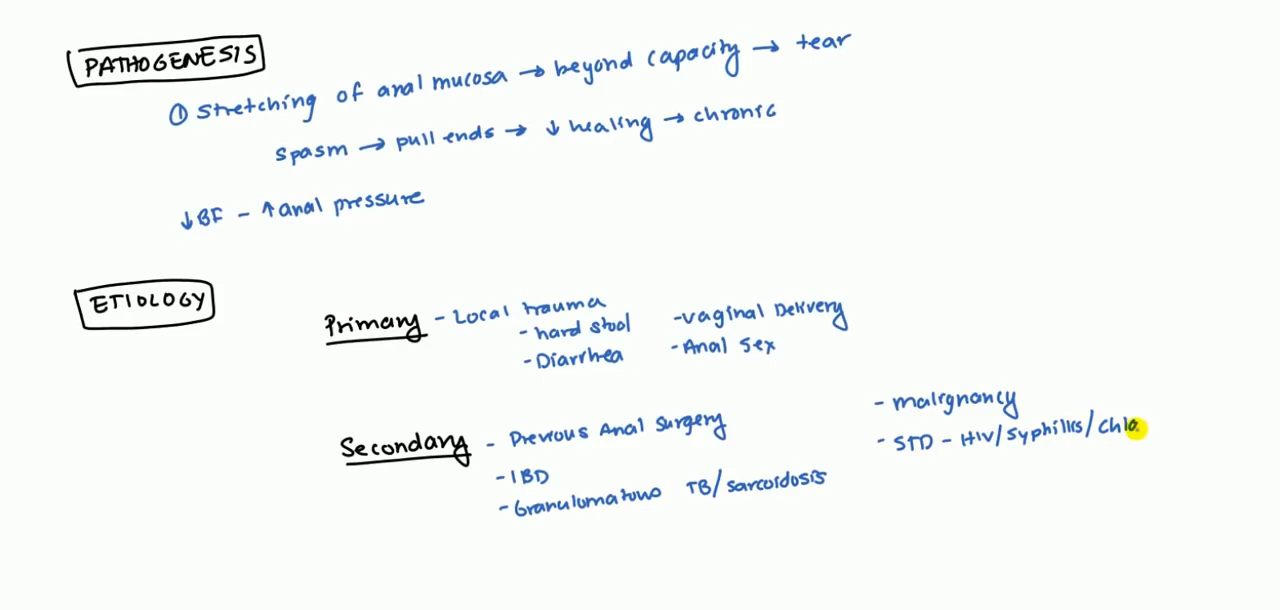 PATHOGENESIS
① Stretching of anal mucosa → beyond capacity → tear
Spasm → pull ends → ↓ healing → chronic
↓ BF - ↑ anal pressure
ETIOLOGY
Primary - Local trauma
- hard stool
- Diarrhea
- Vaginal Delivery
- Anal Sex
Secondary - Previous Anal Surgery
- IBD
- Granulomatous TB/sarcoidosis
- malignancy
- STD - HIV/Syphilis/Chla